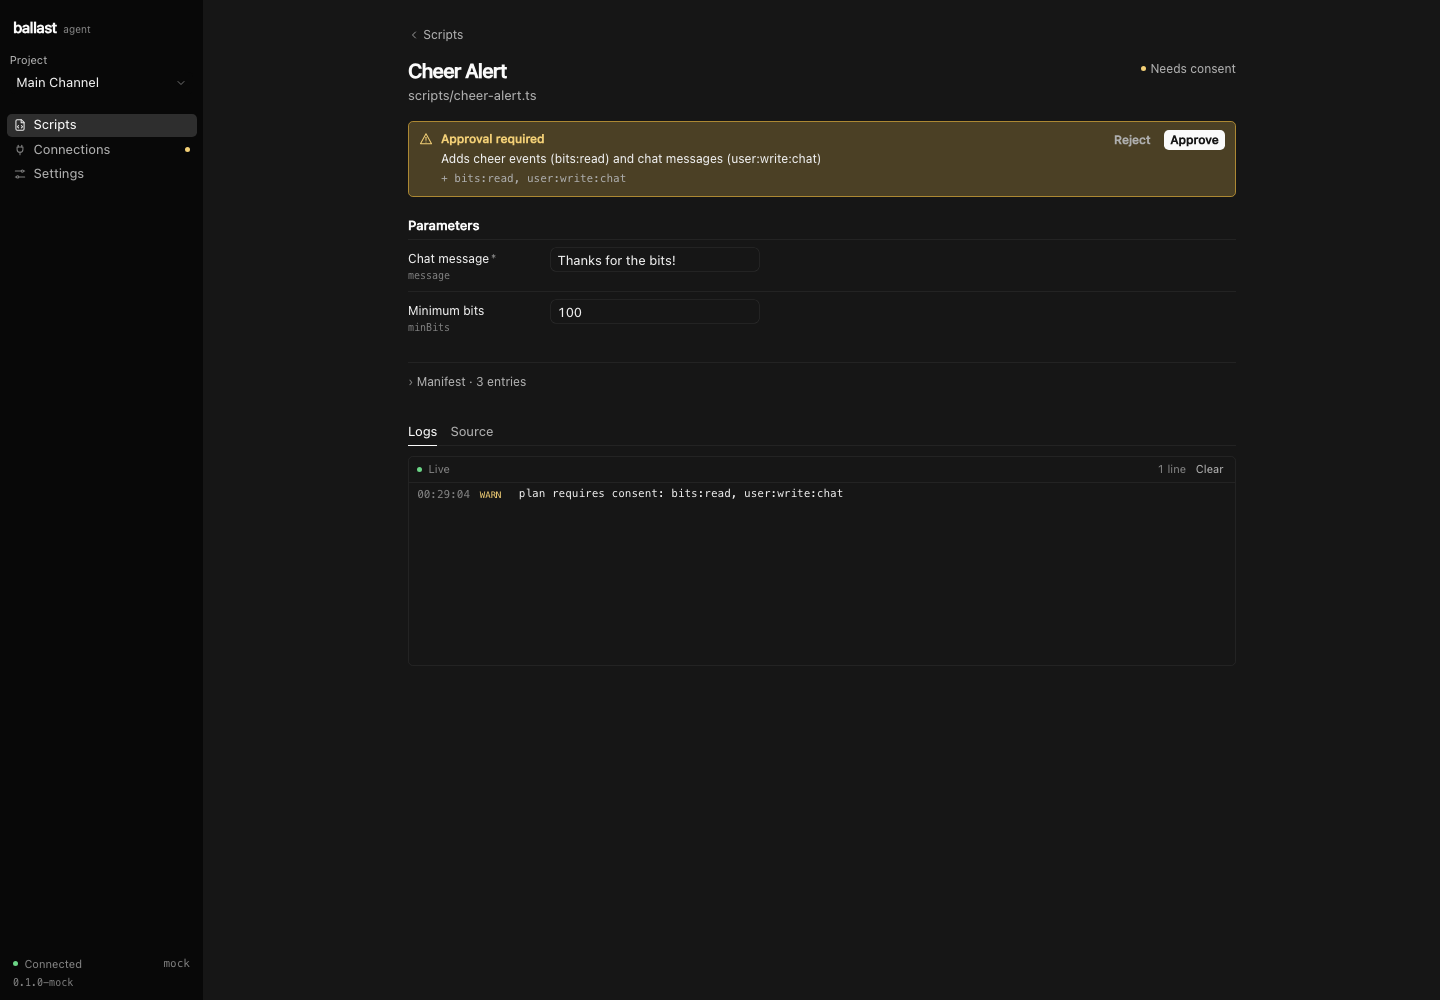 ballast agent
Project
Main Channel
Scripts
Connections
Settings
Connected mock
0.1.0-mock
Scripts
Cheer Alert
Needs consent
scripts/cheer-alert.ts
Approval required
Reject Approve
Adds cheer events (bits:read) and chat messages (user:write:chat)
+ bits:read, user:write:chat
Parameters
Chat message* Thanks for the bits!
message
Minimum bits 100
minBits
› Manifest · 3 entries
Logs Source
Live 1 line Clear
00:29:04 WARN plan requires consent: bits:read, user:write:chat